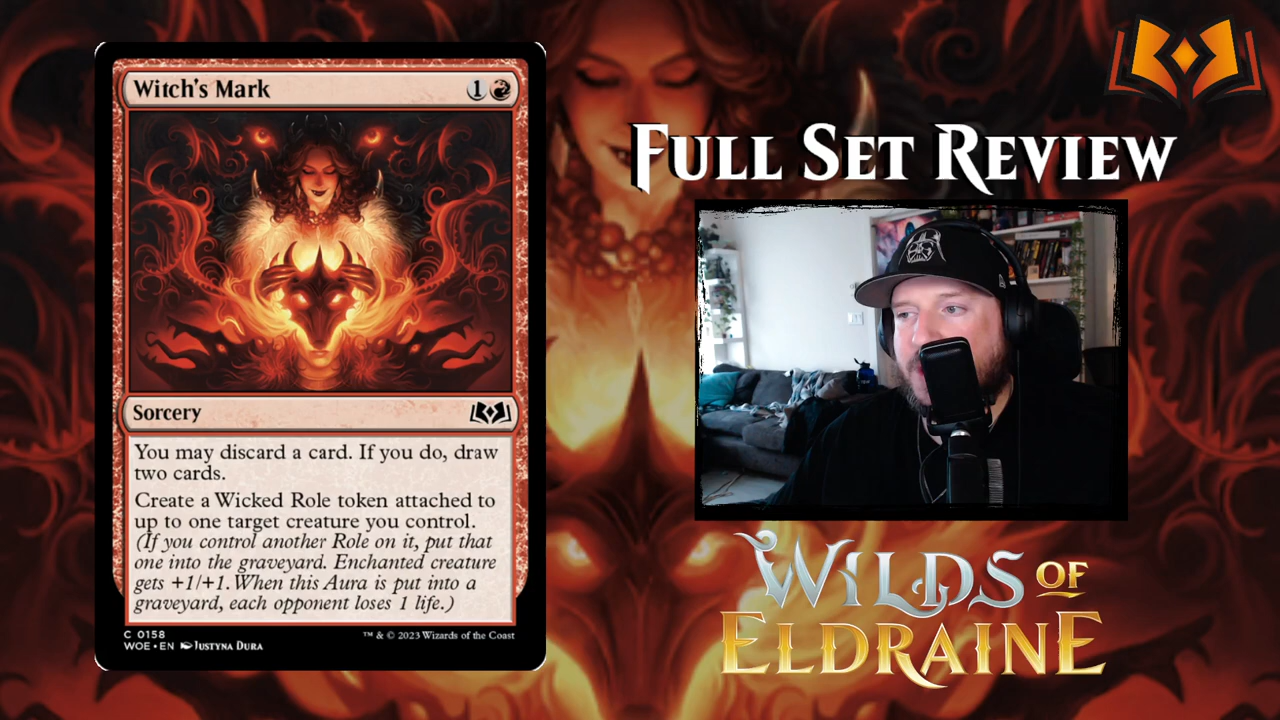 Witch's Mark
1
Sorcery
You may discard a card. If you do, draw
two cards.
Create a Wicked Role token attached to
up to one target creature you control.
(If you control another Role on it, put that
one into the graveyard. Enchanted creature
gets +1/+1. When this Aura is put into a
graveyard, each opponent loses 1 life.)
C 0158
WOE • EN JUSTYNA DURA
™ & © 2023 Wizards of the Coast
FULL SET REVIEW
WILDS OF
ELDRAINE